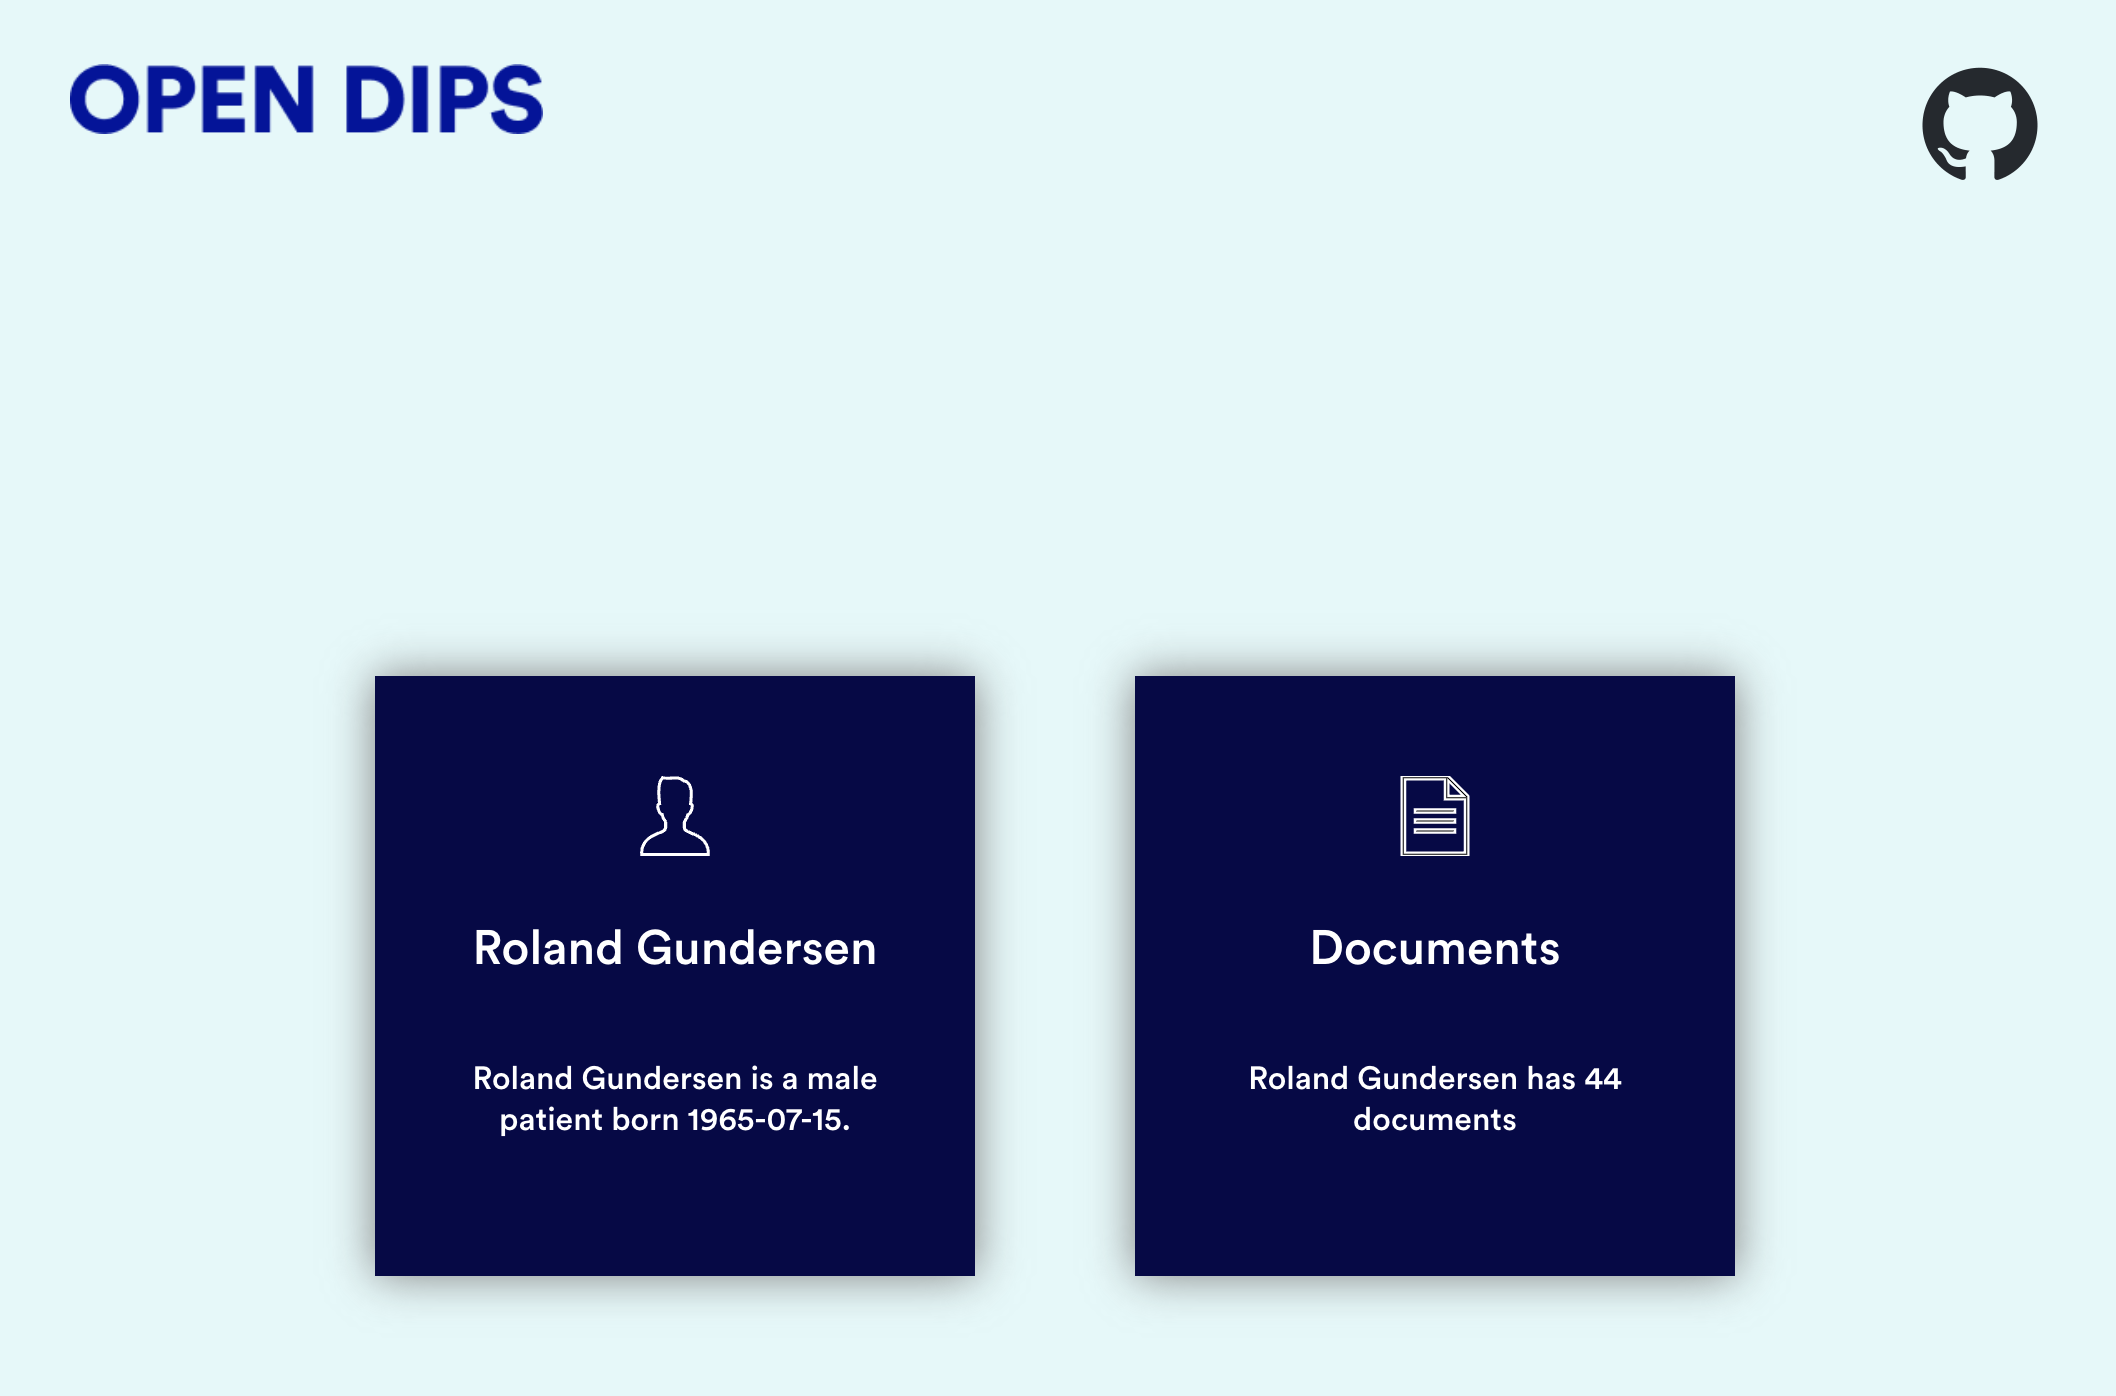 OPEN DIPS
Roland Gundersen
Roland Gundersen is a male
patient born 1965-07-15.
Documents
Roland Gundersen has 44
documents